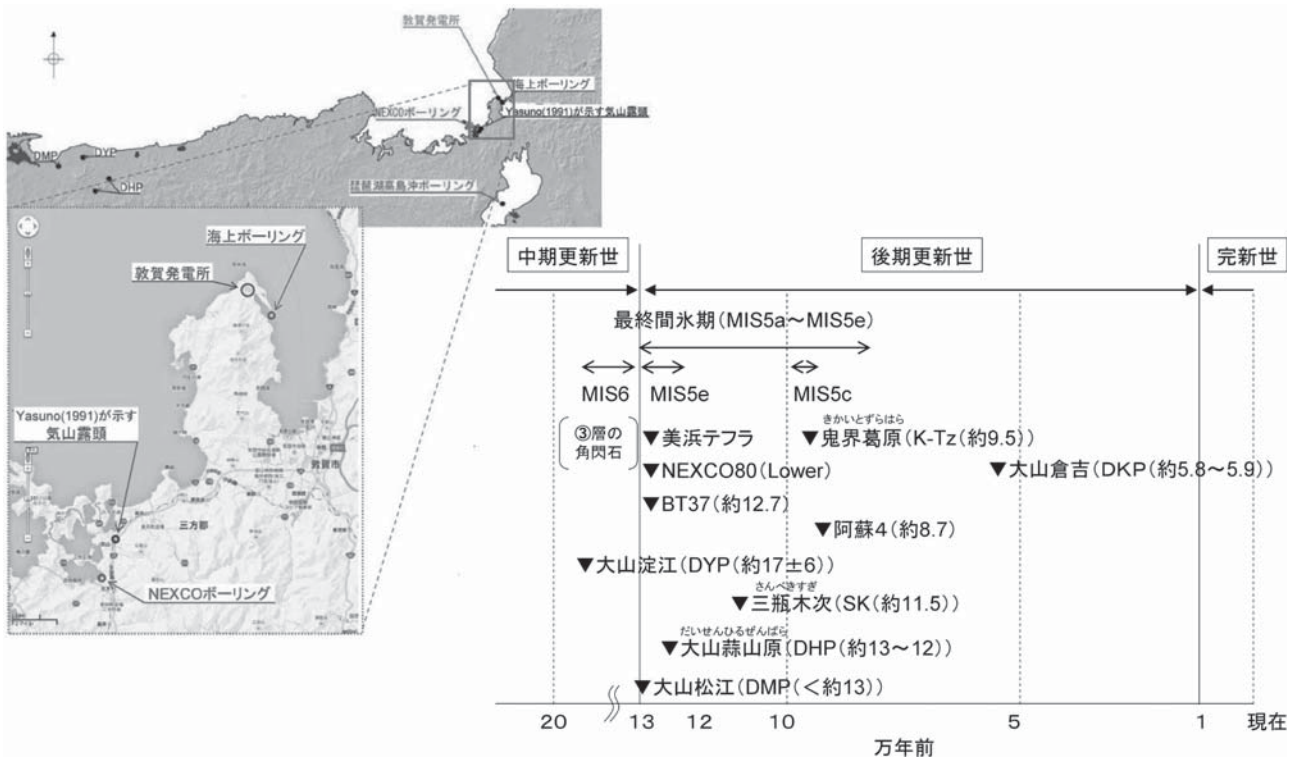 敦賀発電所
海上ボーリング
NEXCOボーリング
Yasuno(1991)が示す気山露頭
DMP
DYP
DHP
琵琶湖高島沖ボーリング
海上ボーリング
敦賀発電所
Yasuno(1991)が示す
気山露頭
敦賀市
三方郡
NEXCOボーリング
中期更新世
後期更新世
完新世
最終間氷期(MIS5a～MIS5e)
MIS6
MIS5e
MIS5c
③層の
角閃石
▼美浜テフラ
きかいとずらはら
▼鬼界葛原(K-Tz(約9.5))
▼NEXCO80(Lower)
▼大山倉吉(DKP(約5.8～5.9))
▼BT37(約12.7)
▼阿蘇4(約8.7)
▼大山淀江(DYP(約17±6))
さんべきすぎ
▼三瓶木次(SK(約11.5))
だいせんひるぜんばら
▼大山蒜山原(DHP(約13～12))
▼大山松江(DMP(＜約13))
20
13
12
10
5
1
現在
万年前